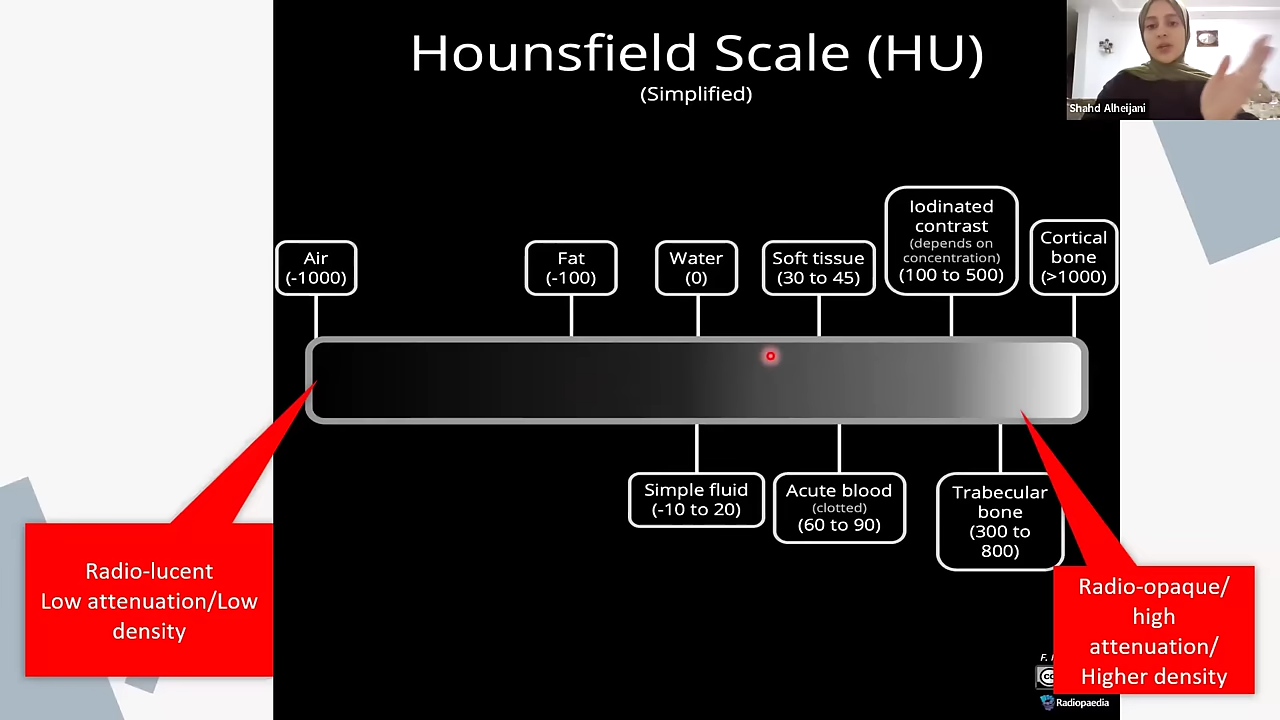 Hounsfield Scale (HU)
(Simplified)
Shahd Alheijani
Air
(-1000)
Fat
(-100)
Water
(0)
Soft tissue
(30 to 45)
Iodinated
contrast
(depends on
concentration)
(100 to 500)
Cortical
bone
(>1000)
Simple fluid
(-10 to 20)
Acute blood
(clotted)
(60 to 90)
Trabecular
bone
(300 to
800)
Radio-lucent
Low attenuation/Low
density
Radio-opaque/
high
attenuation/
Higher density
F.
Radiopaedia